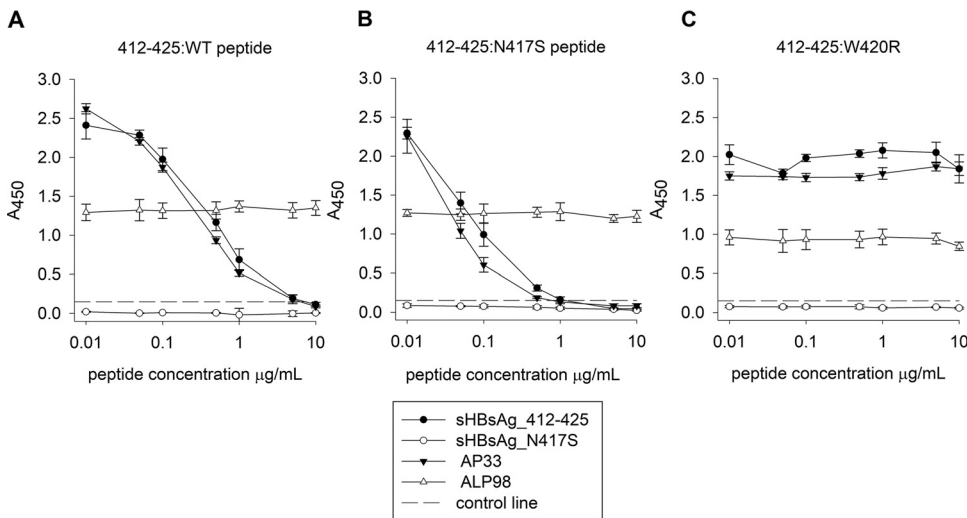 A
B
C
412-425:WT peptide
412-425:N417S peptide
412-425:W420R
3.0
2.5
2.0
1.5
1.0
0.5
0.0
A450
0.01
0.1
1
10
peptide concentration μg/mL
3.0
2.5
2.0
1.5
1.0
0.5
0.0
A450
0.01
0.1
1
10
peptide concentration μg/mL
3.0
2.5
2.0
1.5
1.0
0.5
0.0
A450
0.01
0.1
1
10
peptide concentration μg/mL
sHBsAg_412-425
sHBsAg_N417S
AP33
ALP98
control line